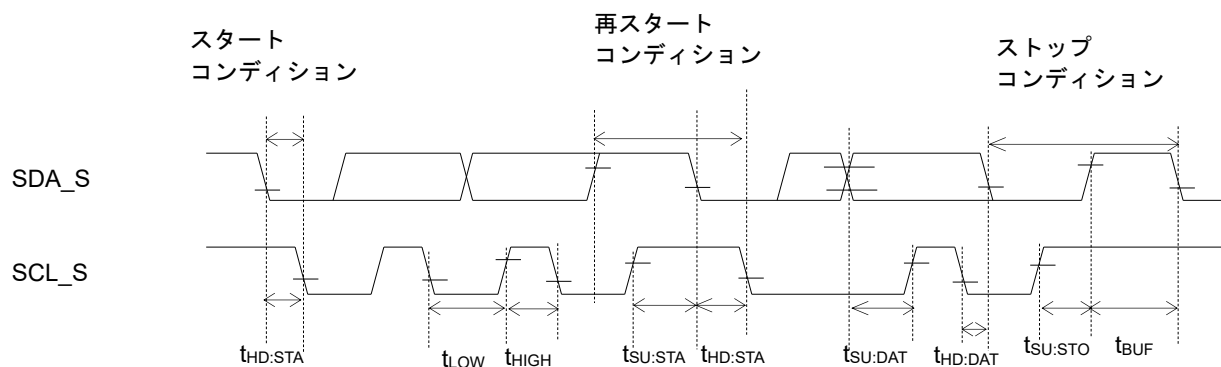 スタート
コンディション
再スタート
コンディション
ストップ
コンディション
SDA_S
SCL_S
tHD:STA
tLOW
tHIGH
tSU:STA
tHD:STA
tSU:DAT
tHD:DAT
tSU:STO
tBUF